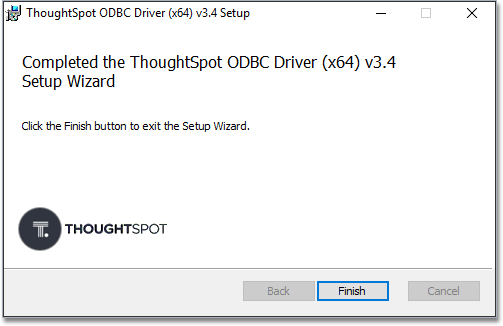 ThoughtSpot ODBC Driver (x64) v3.4 Setup
Completed the ThoughtSpot ODBC Driver (x64) v3.4
Setup Wizard
Click the Finish button to exit the Setup Wizard.
T.
THOUGHTSPOT
Back
Finish
Cancel